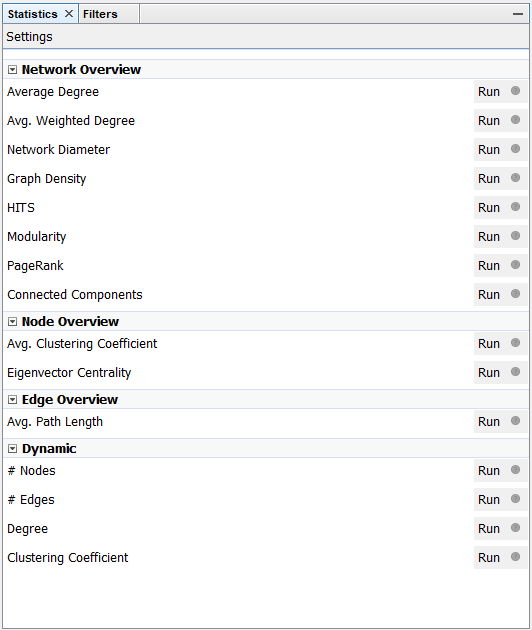 Statistics × Filters
Settings
Network Overview
Average Degree Run
Avg. Weighted Degree Run
Network Diameter Run
Graph Density Run
HITS Run
Modularity Run
PageRank Run
Connected Components Run
Node Overview
Avg. Clustering Coefficient Run
Eigenvector Centrality Run
Edge Overview
Avg. Path Length Run
Dynamic
# Nodes Run
# Edges Run
Degree Run
Clustering Coefficient Run